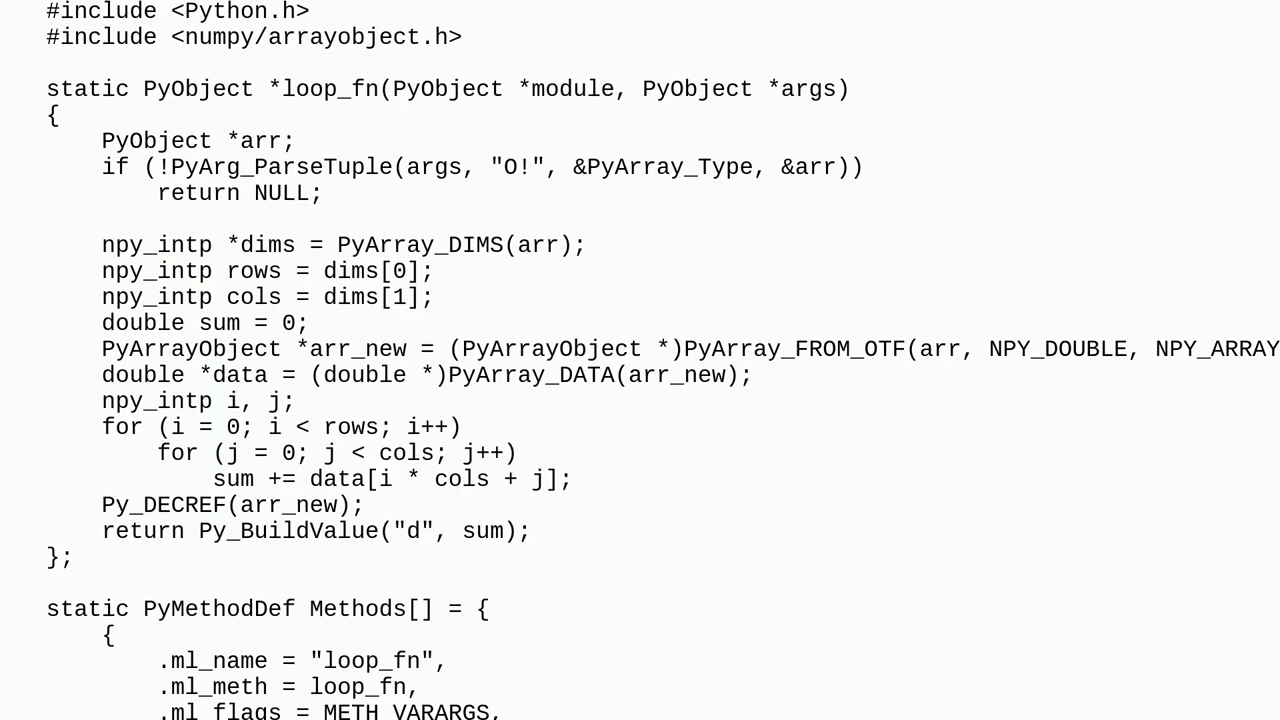 #include <Python.h>
#include <numpy/arrayobject.h>

static PyObject *loop_fn(PyObject *module, PyObject *args)
{
    PyObject *arr;
    if (!PyArg_ParseTuple(args, "O!", &PyArray_Type, &arr))
        return NULL;

    npy_intp *dims = PyArray_DIMS(arr);
    npy_intp rows = dims[0];
    npy_intp cols = dims[1];
    double sum = 0;
    PyArrayObject *arr_new = (PyArrayObject *)PyArray_FROM_OTF(arr, NPY_DOUBLE, NPY_ARRAY
    double *data = (double *)PyArray_DATA(arr_new);
    npy_intp i, j;
    for (i = 0; i < rows; i++)
        for (j = 0; j < cols; j++)
            sum += data[i * cols + j];
    Py_DECREF(arr_new);
    return Py_BuildValue("d", sum);
};

static PyMethodDef Methods[] = {
    {
        .ml_name = "loop_fn",
        .ml_meth = loop_fn,
        .ml_flags = METH_VARARGS,